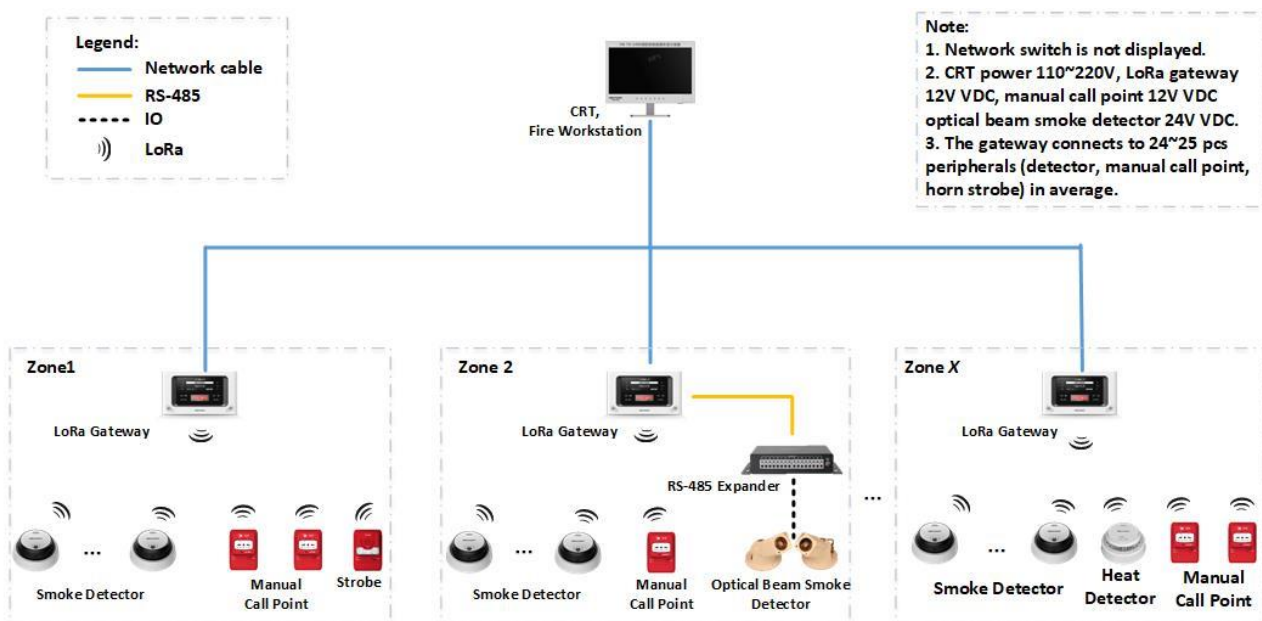 Legend:
Network cable
RS-485
IO
LoRa
CRT,
Fire Workstation
Note:
1. Network switch is not displayed.
2. CRT power 110~220V, LoRa gateway
12V VDC, manual call point 12V VDC
optical beam smoke detector 24V VDC.
3. The gateway connects to 24~25 pcs
peripherals (detector, manual call point,
horn strobe) in average.
Zone1
LoRa Gateway
...
Smoke Detector
Manual
Call Point
Strobe
Zone 2
LoRa Gateway
RS-485 Expander
...
Smoke Detector
Manual
Call Point
Optical Beam Smoke
Detector
...
Zone X
LoRa Gateway
...
Smoke Detector
Heat
Detector
Manual
Call Point